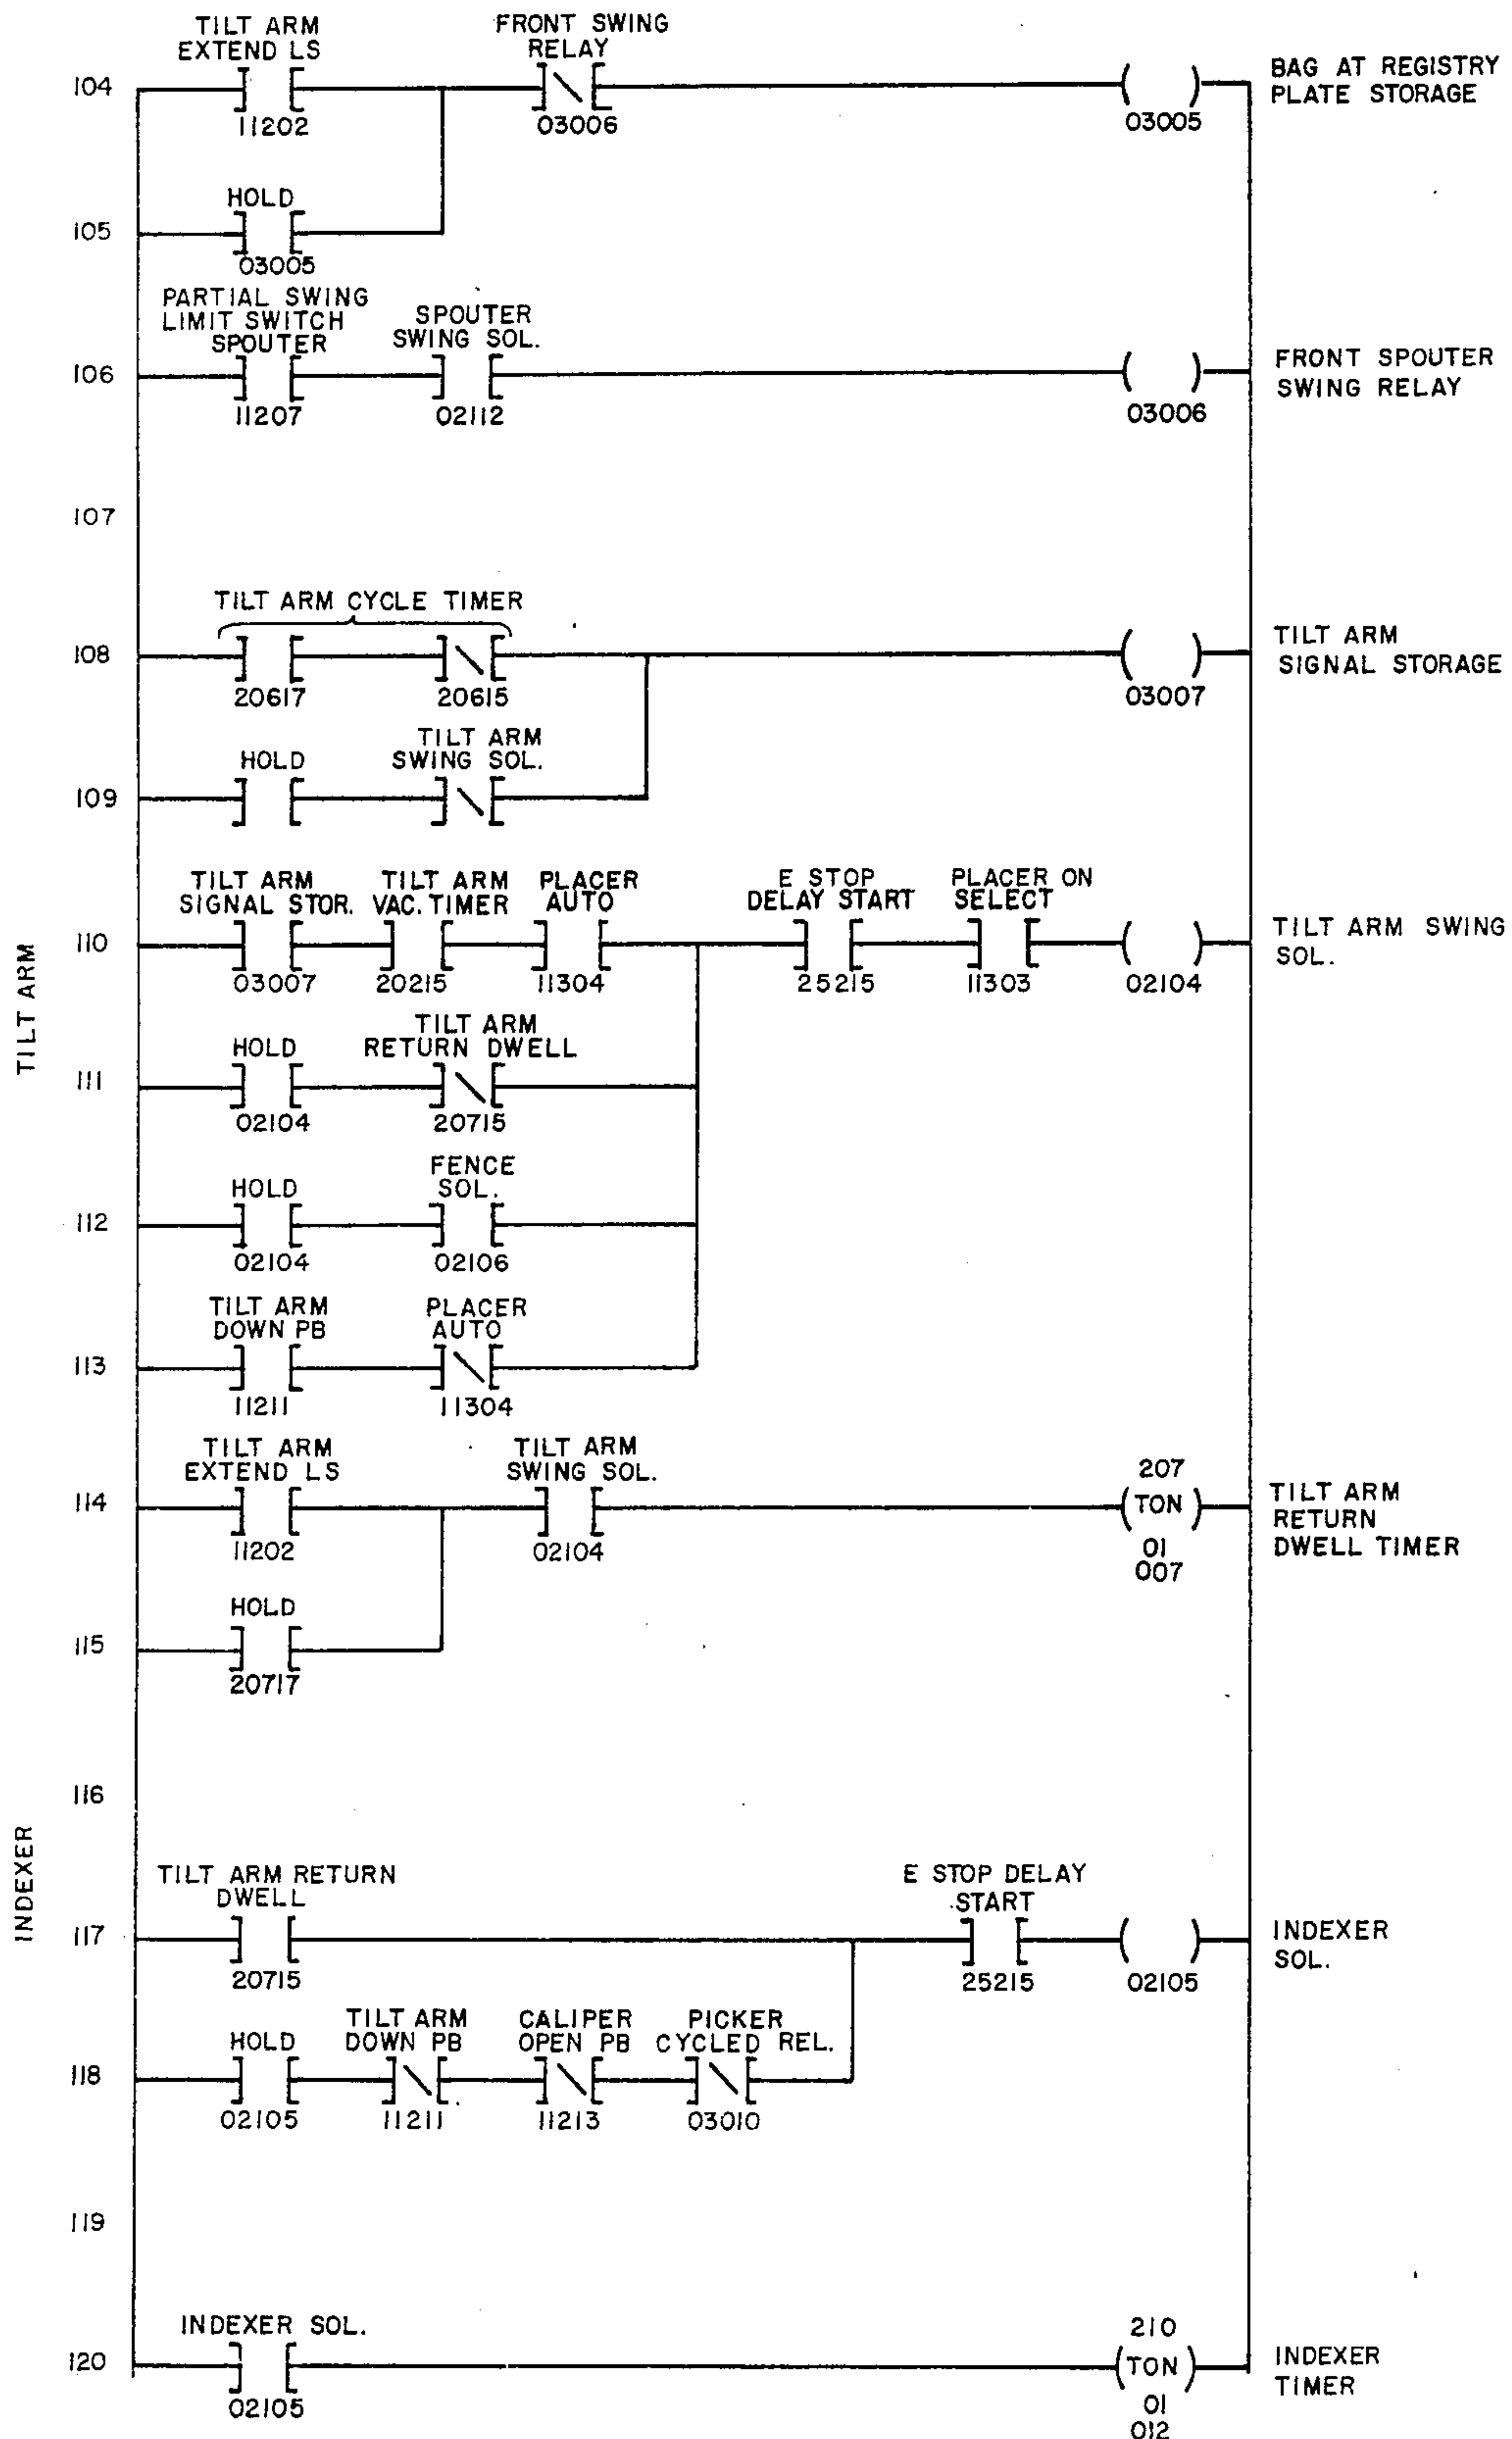 TILT ARM
EXTEND LS
FRONT SWING
RELAY
104
11202
03006
03005
BAG AT REGISTRY
PLATE STORAGE
HOLD
105
03005
PARTIAL SWING
LIMIT SWITCH
SPOUTER
SPOUTER
SWING SOL.
106
11207
02112
03006
FRONT SPOUTER
SWING RELAY
107
TILT ARM CYCLE TIMER
108
20617
20615
03007
TILT ARM
SIGNAL STORAGE
HOLD
TILT ARM
SWING SOL.
109
TILT ARM
TILT ARM
SIGNAL STOR.
TILT ARM
VAC. TIMER
PLACER
AUTO
E STOP
DELAY START
PLACER ON
SELECT
110
03007
20215
11304
25215
11303
02104
TILT ARM SWING
SOL.
HOLD
TILT ARM
RETURN DWELL
111
02104
20715
HOLD
FENCE
SOL.
112
02104
02106
TILT ARM
DOWN PB
PLACER
AUTO
113
11211
11304
TILT ARM
EXTEND LS
TILT ARM
SWING SOL.
114
11202
02104
207
TON
01
007
TILT ARM
RETURN
DWELL TIMER
HOLD
115
20717
116
INDEXER
TILT ARM RETURN
DWELL
E STOP DELAY
START
117
20715
25215
02105
INDEXER
SOL.
HOLD
TILT ARM
DOWN PB
CALIPER
OPEN PB
PICKER
CYCLED REL.
118
02105
11211
11213
03010
119
INDEXER SOL.
120
02105
210
TON
01
012
INDEXER
TIMER